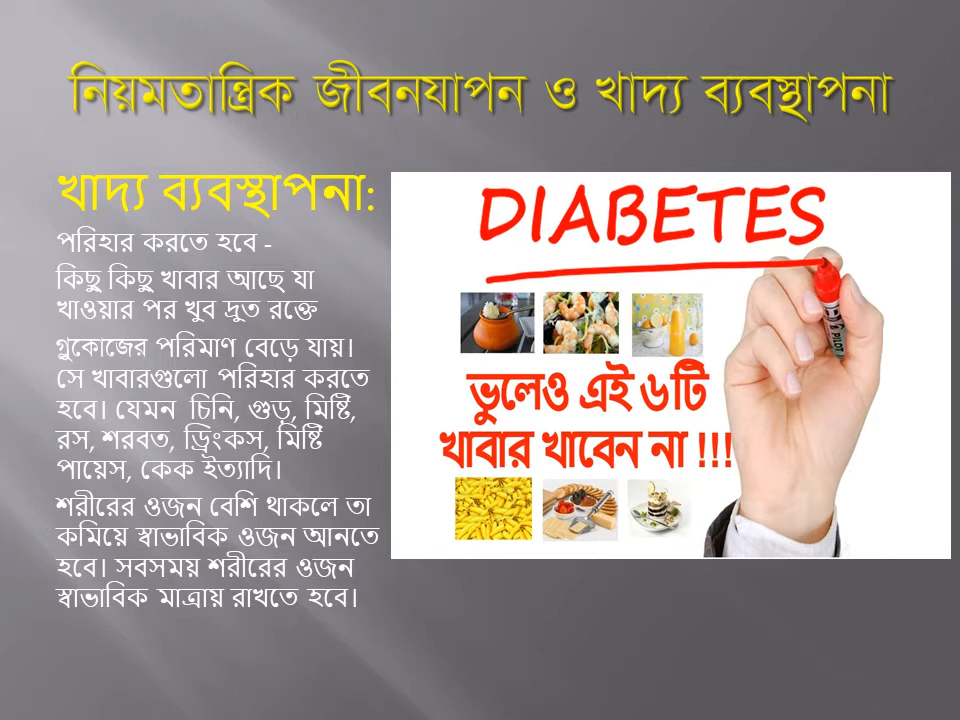 নিয়মতান্ত্রিক জীবনযাপন ও খাদ্য ব্যবস্থাপনা
খাদ্য ব্যবস্থাপনা:
পরিহার করতে হবে -
কিছু কিছু খাবার আছে যা
খাওয়ার পর খুব দ্রুত রক্তে
গ্লুকোজের পরিমাণ বেড়ে যায়।
সে খাবারগুলো পরিহার করতে
হবে। যেমন চিনি, গুড়, মিষ্টি,
রস, শরবত, ড্রিংকস, মিষ্টি
পায়েস, কেক ইত্যাদি।
শরীরের ওজন বেশি থাকলে তা
কমিয়ে স্বাভাবিক ওজন আনতে
হবে। সবসময় শরীরের ওজন
স্বাভাবিক মাত্রায় রাখতে হবে।
DIABETES
ভুলেও এই ৬টি
খাবার খাবেন না !!!
PILOT